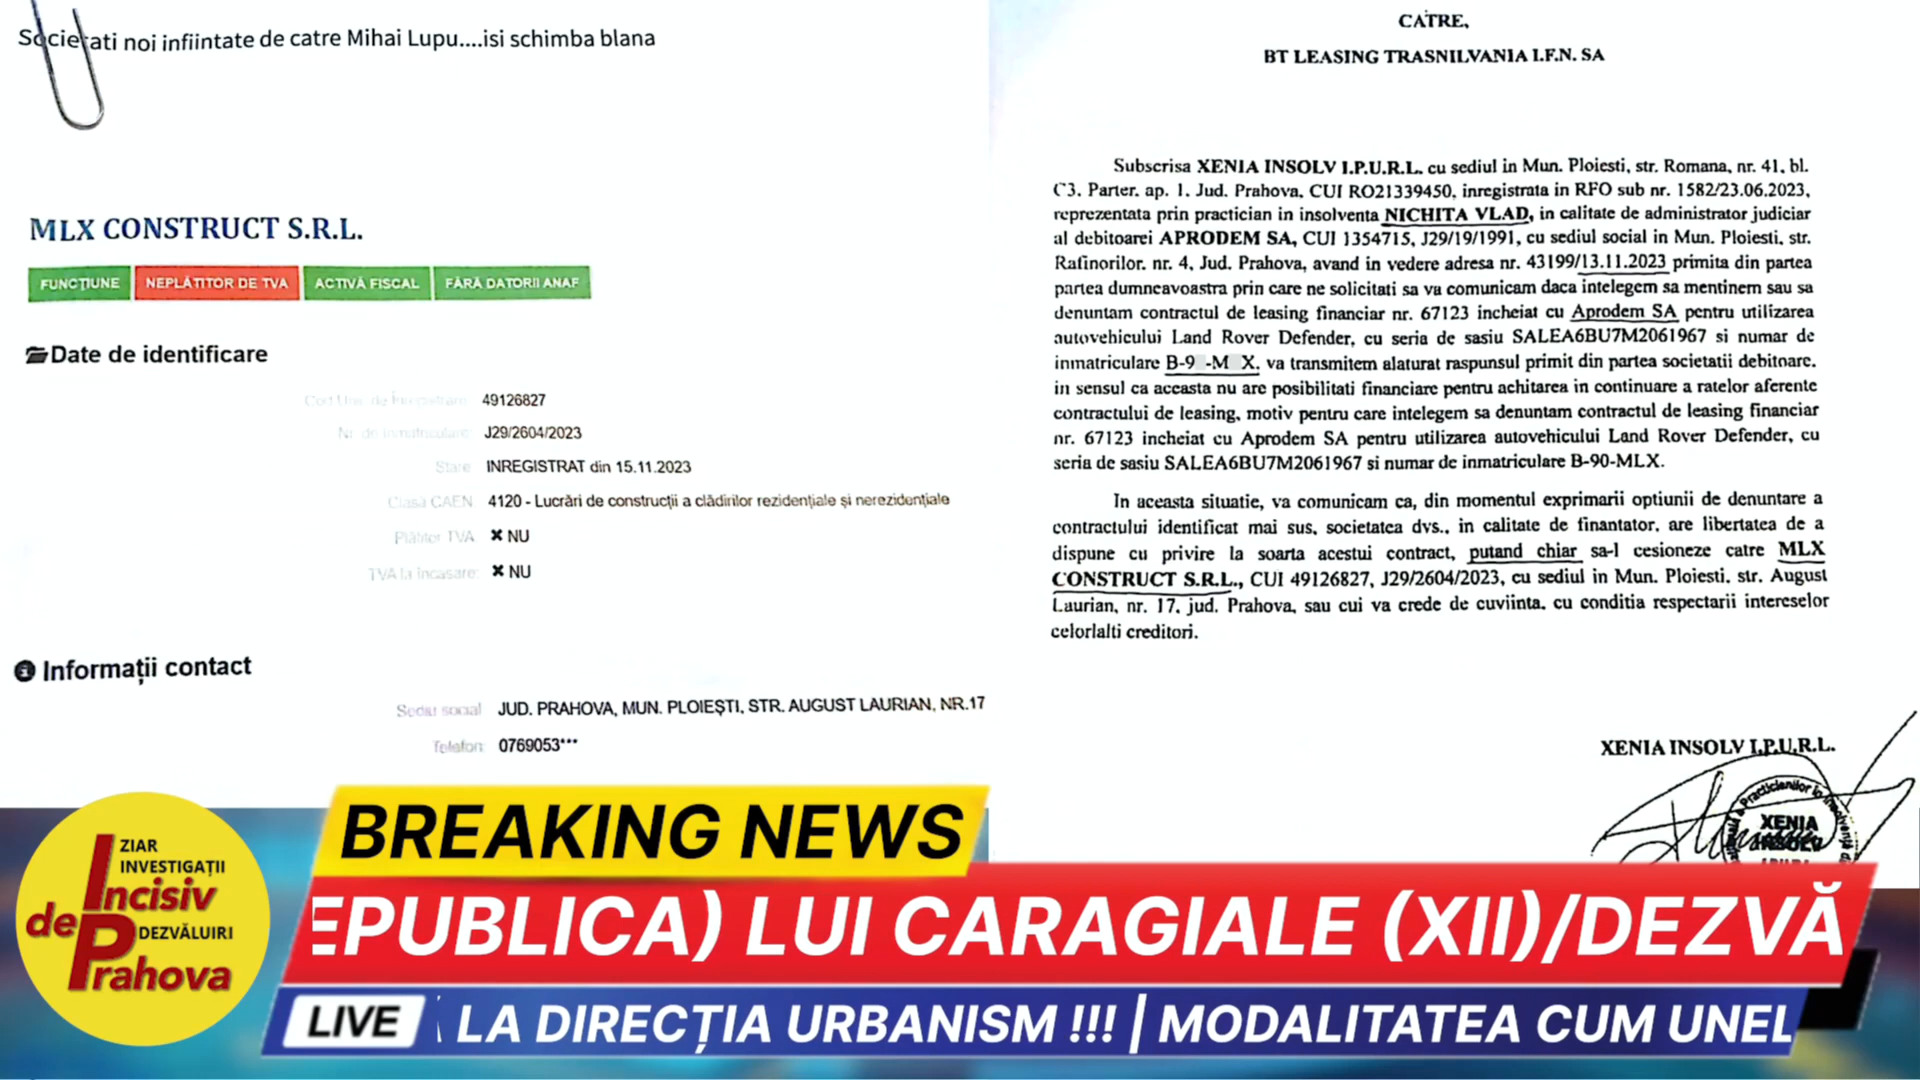 Societati noi infiintate de catre Mihai Lupu....isi schimba blana
MLX CONSTRUCT S.R.L.
FUNCȚIUNE
NEPLĂTITOR DE TVA
ACTIVĂ FISCAL
FĂRĂ DATORII ANAF
Date de identificare
49126827
J29/2604/2023
Stare INREGISTRAT din 15.11.2023
Clasă CAEN 4120 - Lucrări de construcții a clădirilor rezidențiale și nerezidențiale
Plătitor TVA ✖ NU
TVA la încasare: ✖ NU
Informații contact
Sediu social JUD. PRAHOVA, MUN. PLOIEȘTI, STR. AUGUST LAURIAN, NR.17
Telefon: 0769053***
CATRE,
BT LEASING TRASNILVANIA I.F.N. SA
Subscrisa XENIA INSOLV I.P.U.R.L. cu sediul in Mun. Ploiesti, str. Romana, nr. 41, bl.
C3. Parter. ap. 1. Jud. Prahova. CUI RO21339450, inregistrata in RFO sub nr. 1582/23.06.2023,
reprezentata prin practician in insolventa NICHITA VLAD, in calitate de administrator judiciar
al debitoarei APRODEM SA, CUI 1354715, J29/19/1991, cu sediul social in Mun. Ploiesti. str.
Rafinorilor. nr. 4, Jud. Prahova, avand in vedere adresa nr. 43199/13.11.2023 primita din partea
partea dumneavoastra prin care ne solicitati sa va comunicam daca intelegem sa mentinem sau sa
denuntam contractul de leasing financiar nr. 67123 incheiat cu Aprodem SA pentru utilizarea
autovehicului Land Rover Defender, cu seria de sasiu SALEA6BU7M2061967 si numar de
inmatriculare B-9 -M X. va transmitem alaturat raspunsul primit din partea societatii debitoare.
in sensul ca aceasta nu are posibilitati financiare pentru achitarea in continuare a ratelor aferente
contractului de leasing, motiv pentru care intelegem sa denuntam contractul de leasing financiar
nr. 67123 incheiat cu Aprodem SA pentru utilizarea autovehicului Land Rover Defender, cu
seria de sasiu SALEA6BU7M2061967 si numar de inmatriculare B-90-MLX.
In aceasta situatie, va comunicam ca, din momentul exprimarii optiunii de denuntare a
contractului identificat mai sus, societatea dvs., in calitate de finantator, are libertatea de a
dispune cu privire la soarta acestui contract, putand chiar sa-l cesioneze catre MLX
CONSTRUCT S.R.L., CUI 49126827, J29/2604/2023, cu sediul in Mun. Ploiesti. str. August
Laurian, nr. 17. jud. Prahova, sau cui va crede de cuviinta. cu conditia respectarii intereselor
celorlalti creditori.
XENIA INSOLV I.P.U.R.L.
XENIA
INSOLV
BREAKING NEWS
EPUBLICA) LUI CARAGIALE (XII)/DEZVĂ
LIVE
LA DIRECȚIA URBANISM !!! | MODALITATEA CUM UNEL
ZIAR
INVESTIGAȚII
Incisiv
de
DEZVĂLUIRI
Prahova